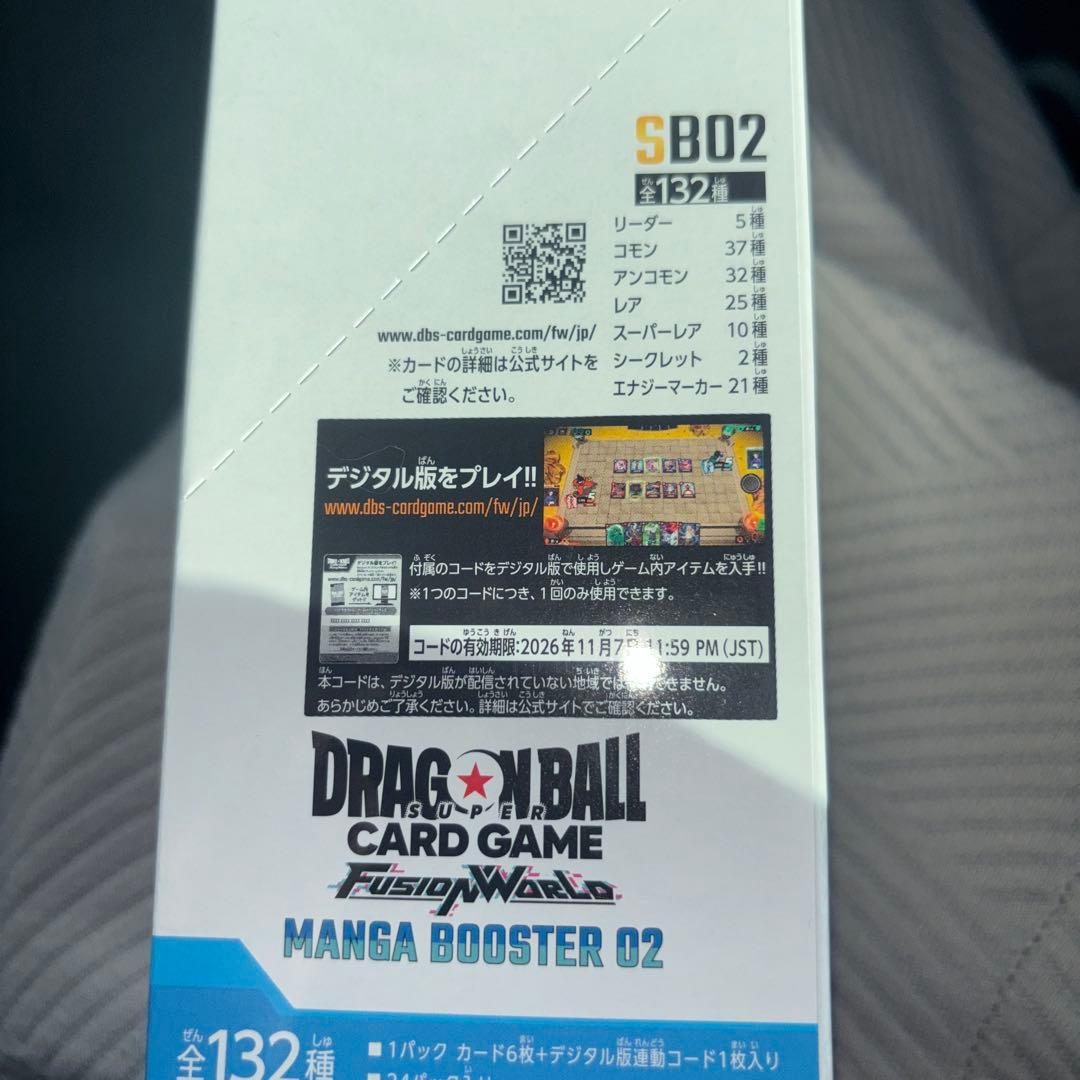 SB02
全132種
リーダー 5種
コモン 37種
アンコモン 32種
レア 25種
スーパーレア 10種
シークレット 2種
エナジーマーカー 21種
www.dbs-cardgame.com/fw/jp/
※カードの詳細は公式サイトを
ご確認ください。
デジタル版をプレイ!!
www.dbs-cardgame.com/fw/jp/
付属のコードをデジタル版で使用しゲーム内アイテムを入手!!
※1つのコードにつき、1回のみ使用できます。
コードの有効期限:2026年11月7日 11:59 PM (JST)
本コードは、デジタル版が配信されていない地域では できません。
あらかじめご了承ください。詳細は公式サイトでご確認ください。
DRAGON BALL
SUPER
CARD GAME
FUSION WORLD
MANGA BOOSTER 02
全132種
■1パック カード6枚+デジタル版連動コード1枚入り
■24パック入り